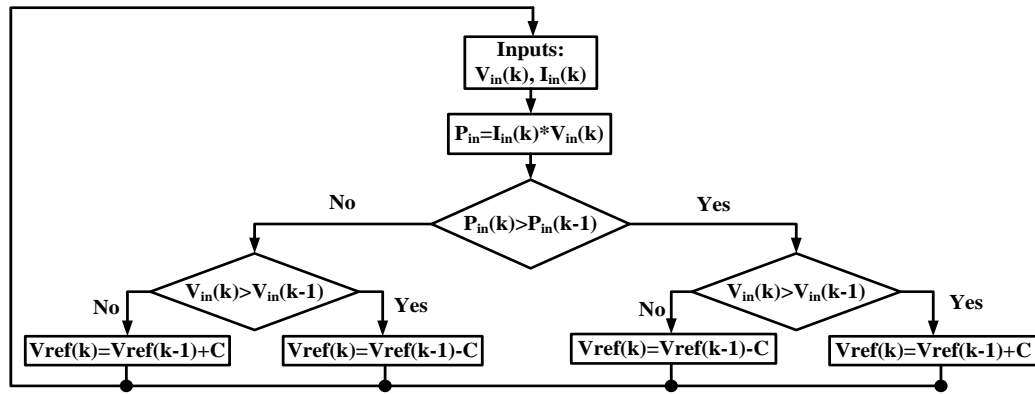 Inputs:
Vin(k), Iin(k)
Pin=Iin(k)*Vin(k)
No
Pin(k)>Pin(k-1)
Yes
Vin(k)>Vin(k-1)
No
Yes
Vref(k)=Vref(k-1)+C
Vref(k)=Vref(k-1)-C
Vin(k)>Vin(k-1)
No
Yes
Vref(k)=Vref(k-1)-C
Vref(k)=Vref(k-1)+C